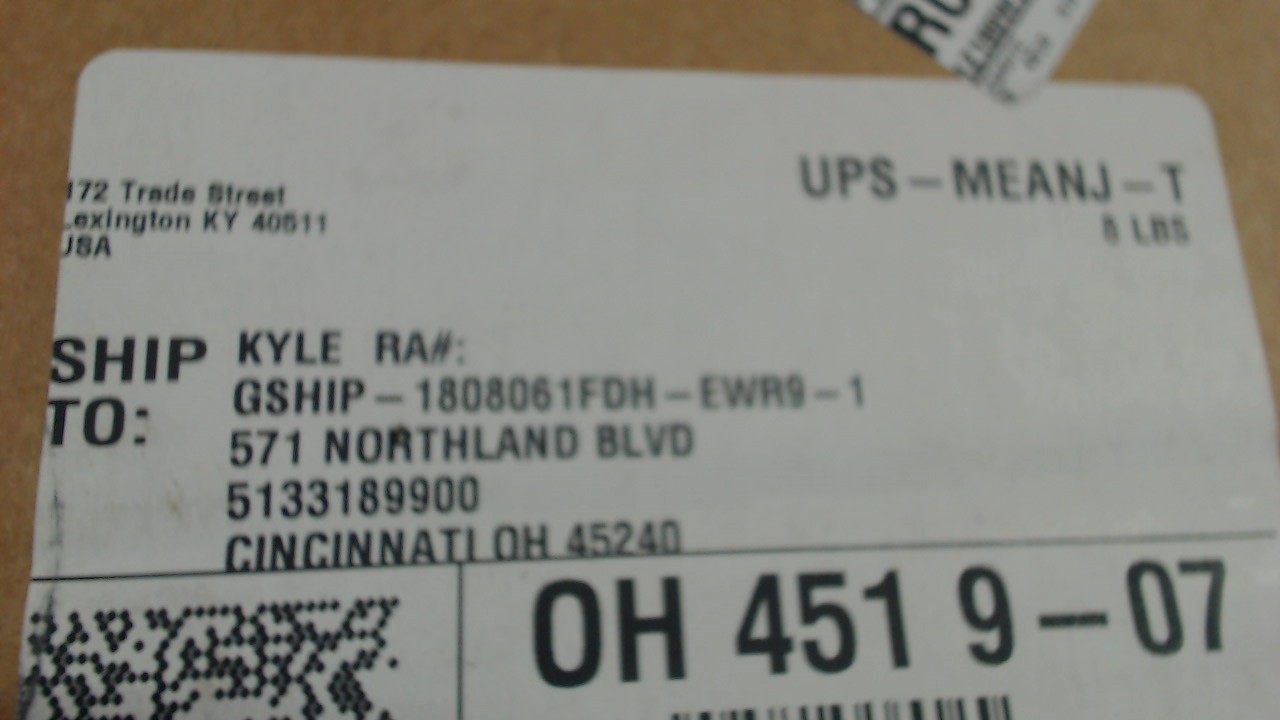 172 Trade Street
Lexington KY 40511
USA
UPS-MEANJ-T
8 LBS
SHIP TO:
KYLE RA#:
GSHIP-1808061FDH-EWR9-1
571 NORTHLAND BLVD
5133189900
CINCINNATI OH 45240
OH 451 9-07